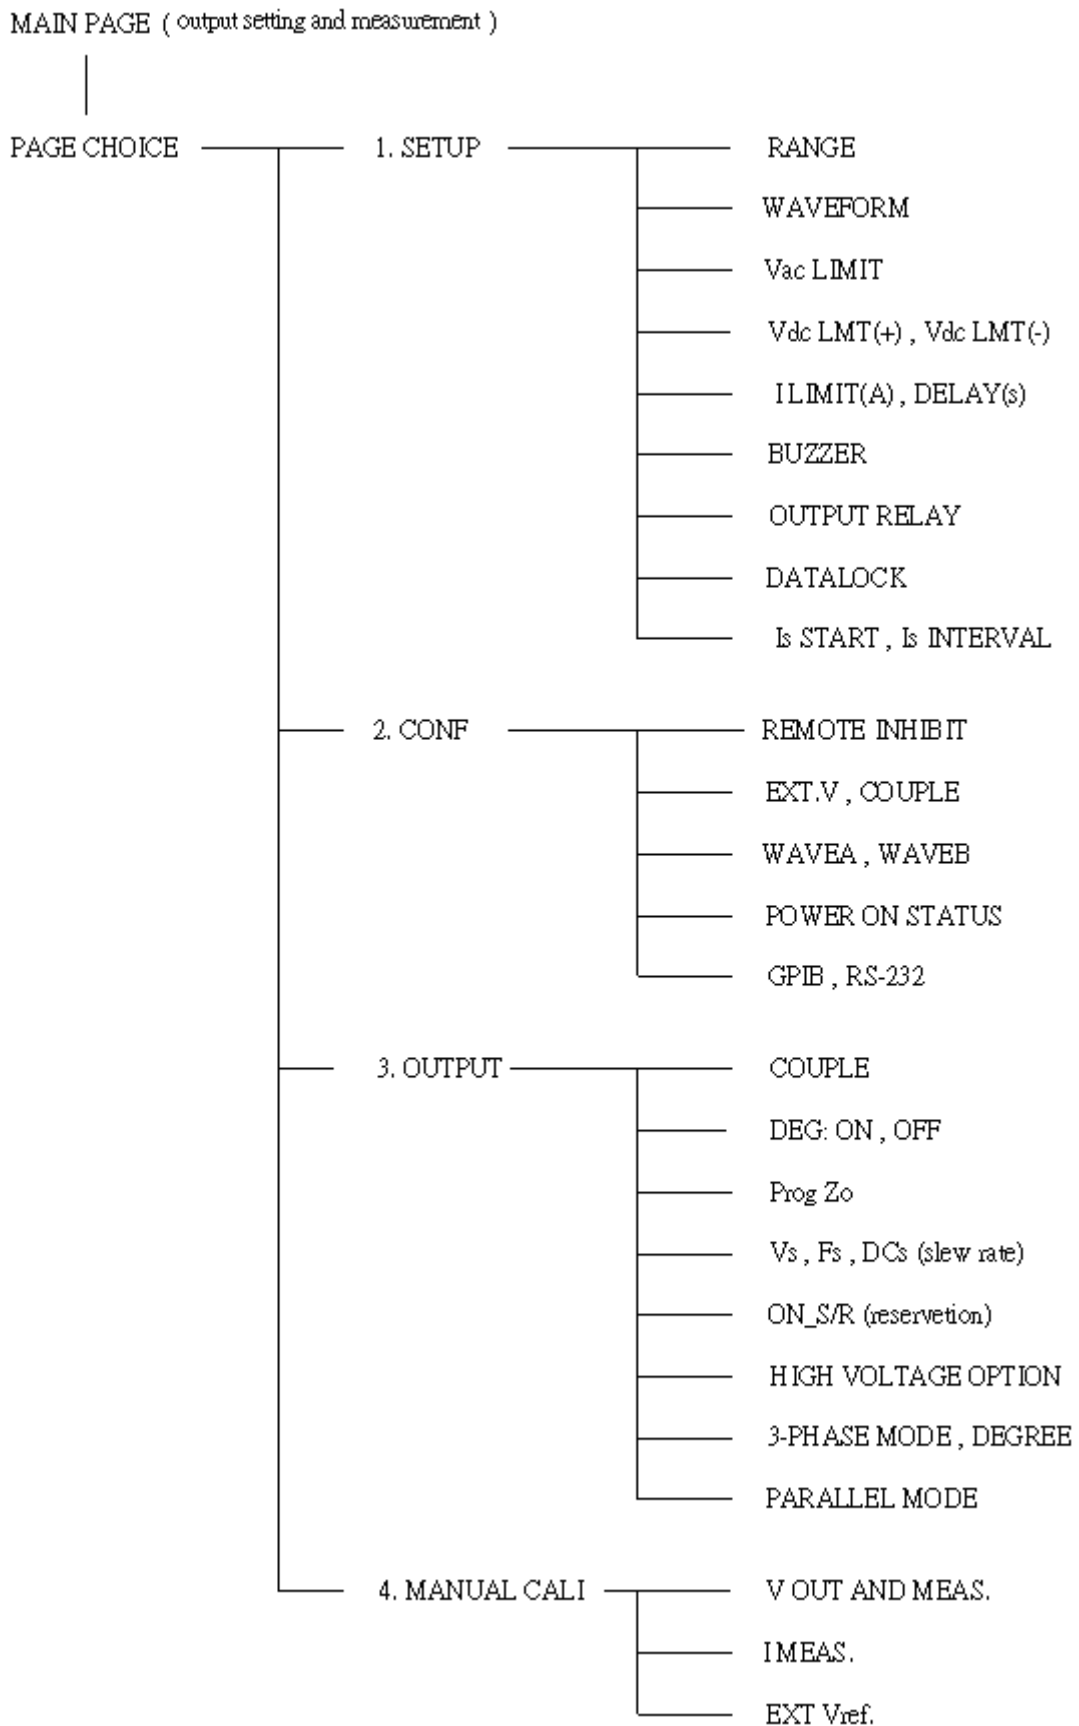 MAIN PAGE ( output setting and measurement )
PAGE CHOICE
1. SETUP
RANGE
WAVEFORM
Vac LIMIT
Vdc LMT(+) , Vdc LMT(-)
I LIMIT(A) , DELAY(s)
BUZZER
OUTPUT RELAY
DATALOCK
Is START , Is INTERVAL
2. CONF
REMOTE INHIBIT
EXT.V , COUPLE
WAVEA , WAVEB
POWER ON STATUS
GPIB , RS-232
3. OUTPUT
COUPLE
DEG: ON , OFF
Prog Zo
Vs , Fs , DCs (slew rate)
ON_S/R (reservetion)
HIGH VOLTAGE OPTION
3-PHASE MODE , DEGREE
PARALLEL MODE
4. MANUAL CALI
V OUT AND MEAS.
I MEAS.
EXT Vref.